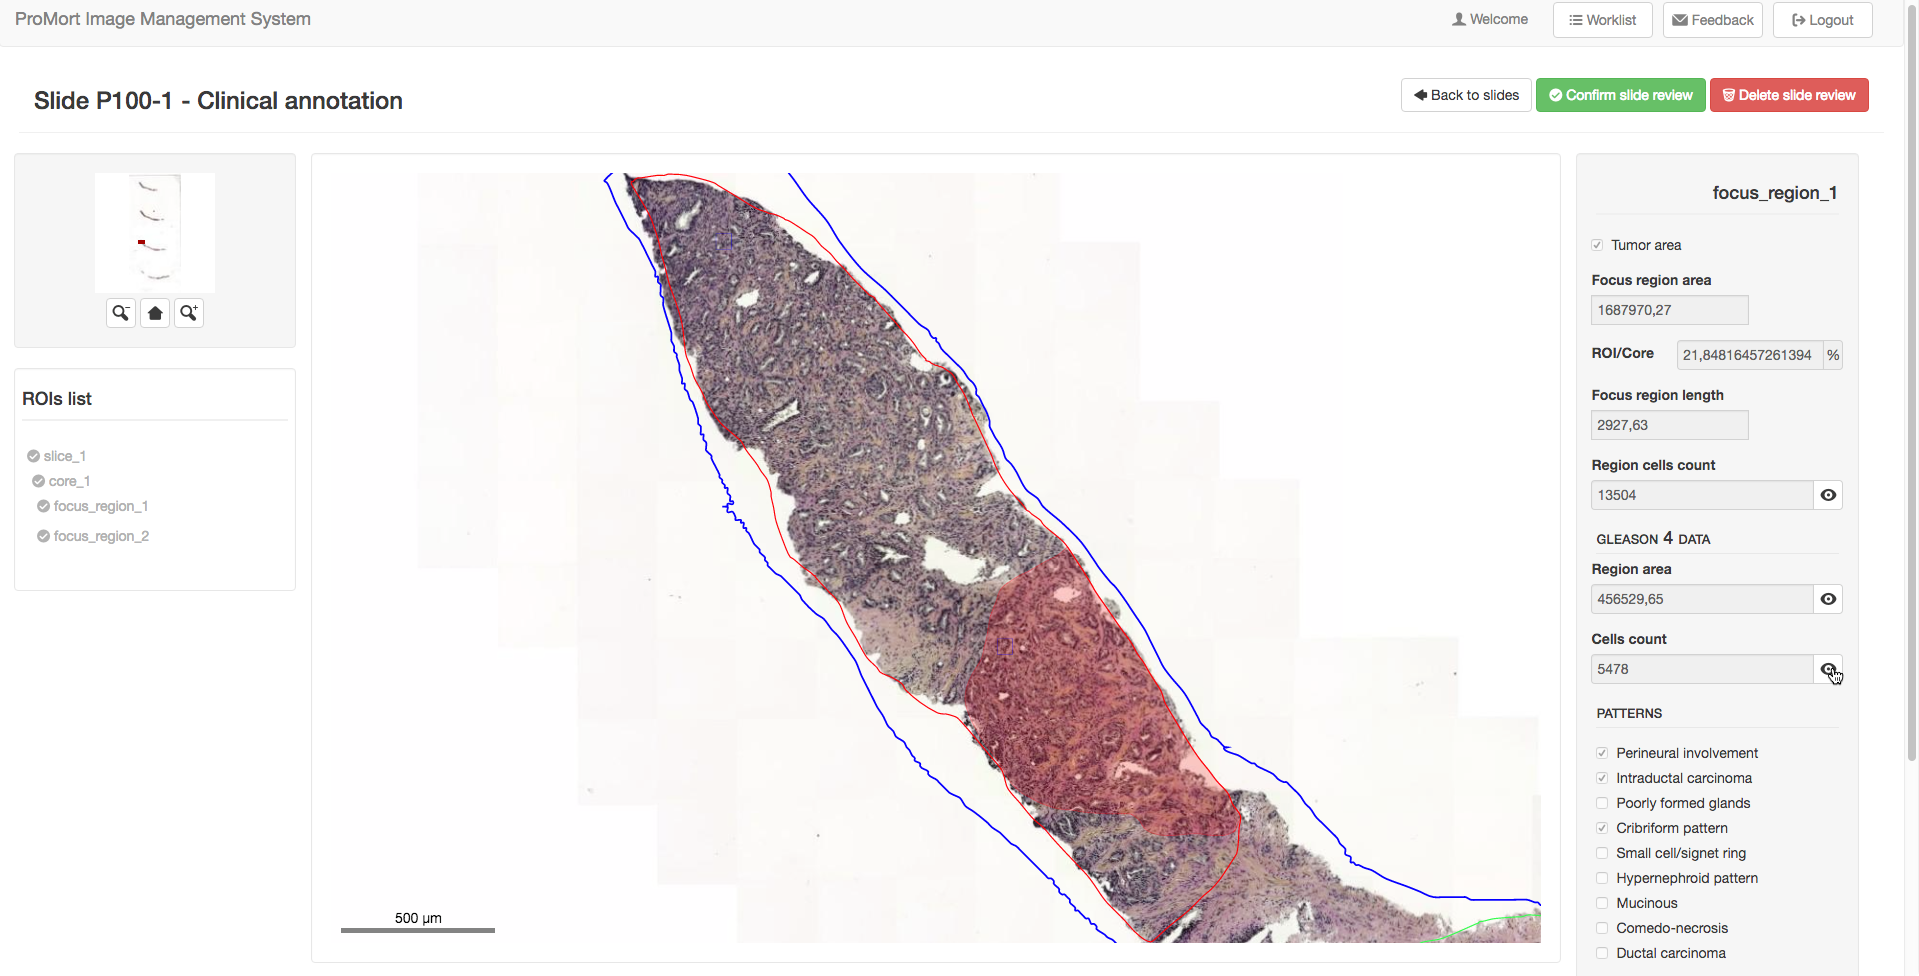 ProMort Image Management System
Welcome
Worklist
Feedback
Logout
Slide P100-1 - Clinical annotation
Back to slides
Confirm slide review
Delete slide review
ROIs list
slice_1
core_1
focus_region_1
focus_region_2
500 µm
focus_region_1
Tumor area
Focus region area
1687970,27
ROI/Core
21,84816457261394
%
Focus region length
2927,63
Region cells count
13504
GLEASON 4 DATA
Region area
456529,65
Cells count
5478
PATTERNS
Perineural involvement
Intraductal carcinoma
Poorly formed glands
Cribriform pattern
Small cell/signet ring
Hypernephroid pattern
Mucinous
Comedo-necrosis
Ductal carcinoma